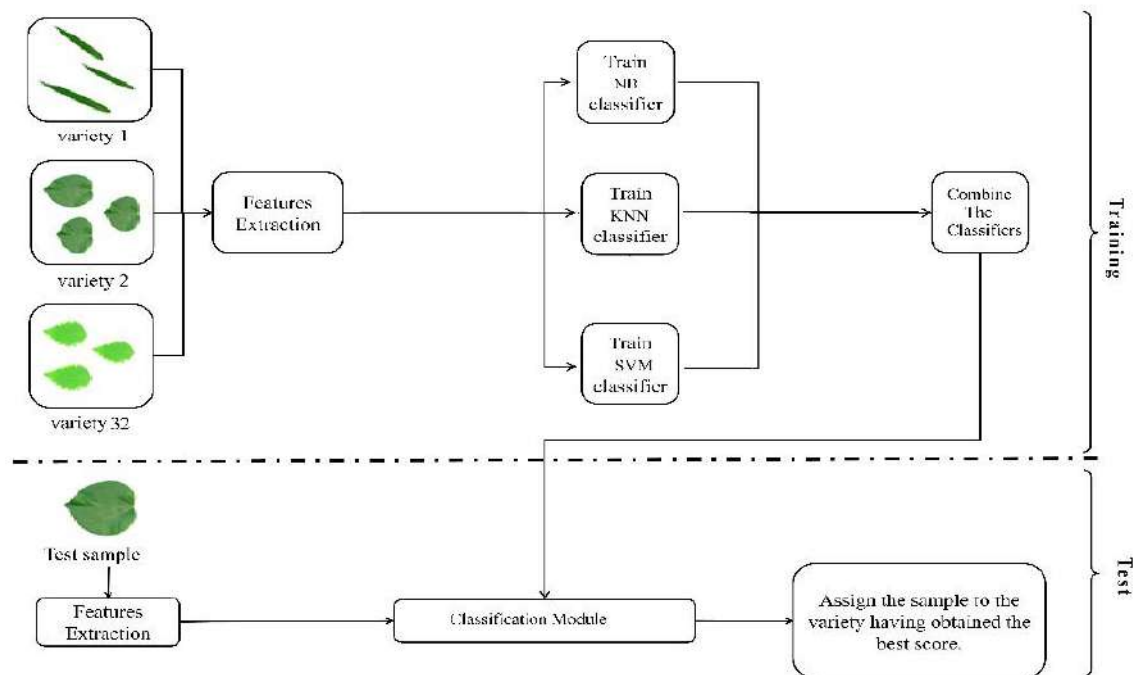 variety 1
variety 2
variety 32
Features
Extraction
Train
NB
classifier
Train
KNN
classifier
Train
SVM
classifier
Combine
The
Classifiers
Training
Test sample
Features
Extraction
Classification Module
Assign the sample to the
variety having obtained the
best score.
Test